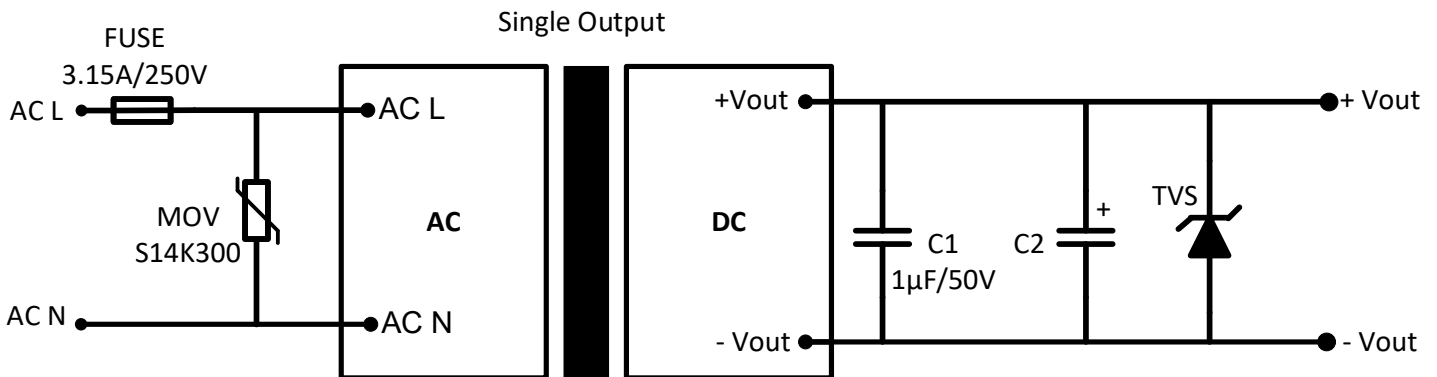 Single Output
FUSE
3.15A/250V
AC L
AC L
+Vout
+ Vout
MOV
S14K300
AC
DC
C1
1µF/50V
C2
+
TVS
AC N
AC N
- Vout
- Vout